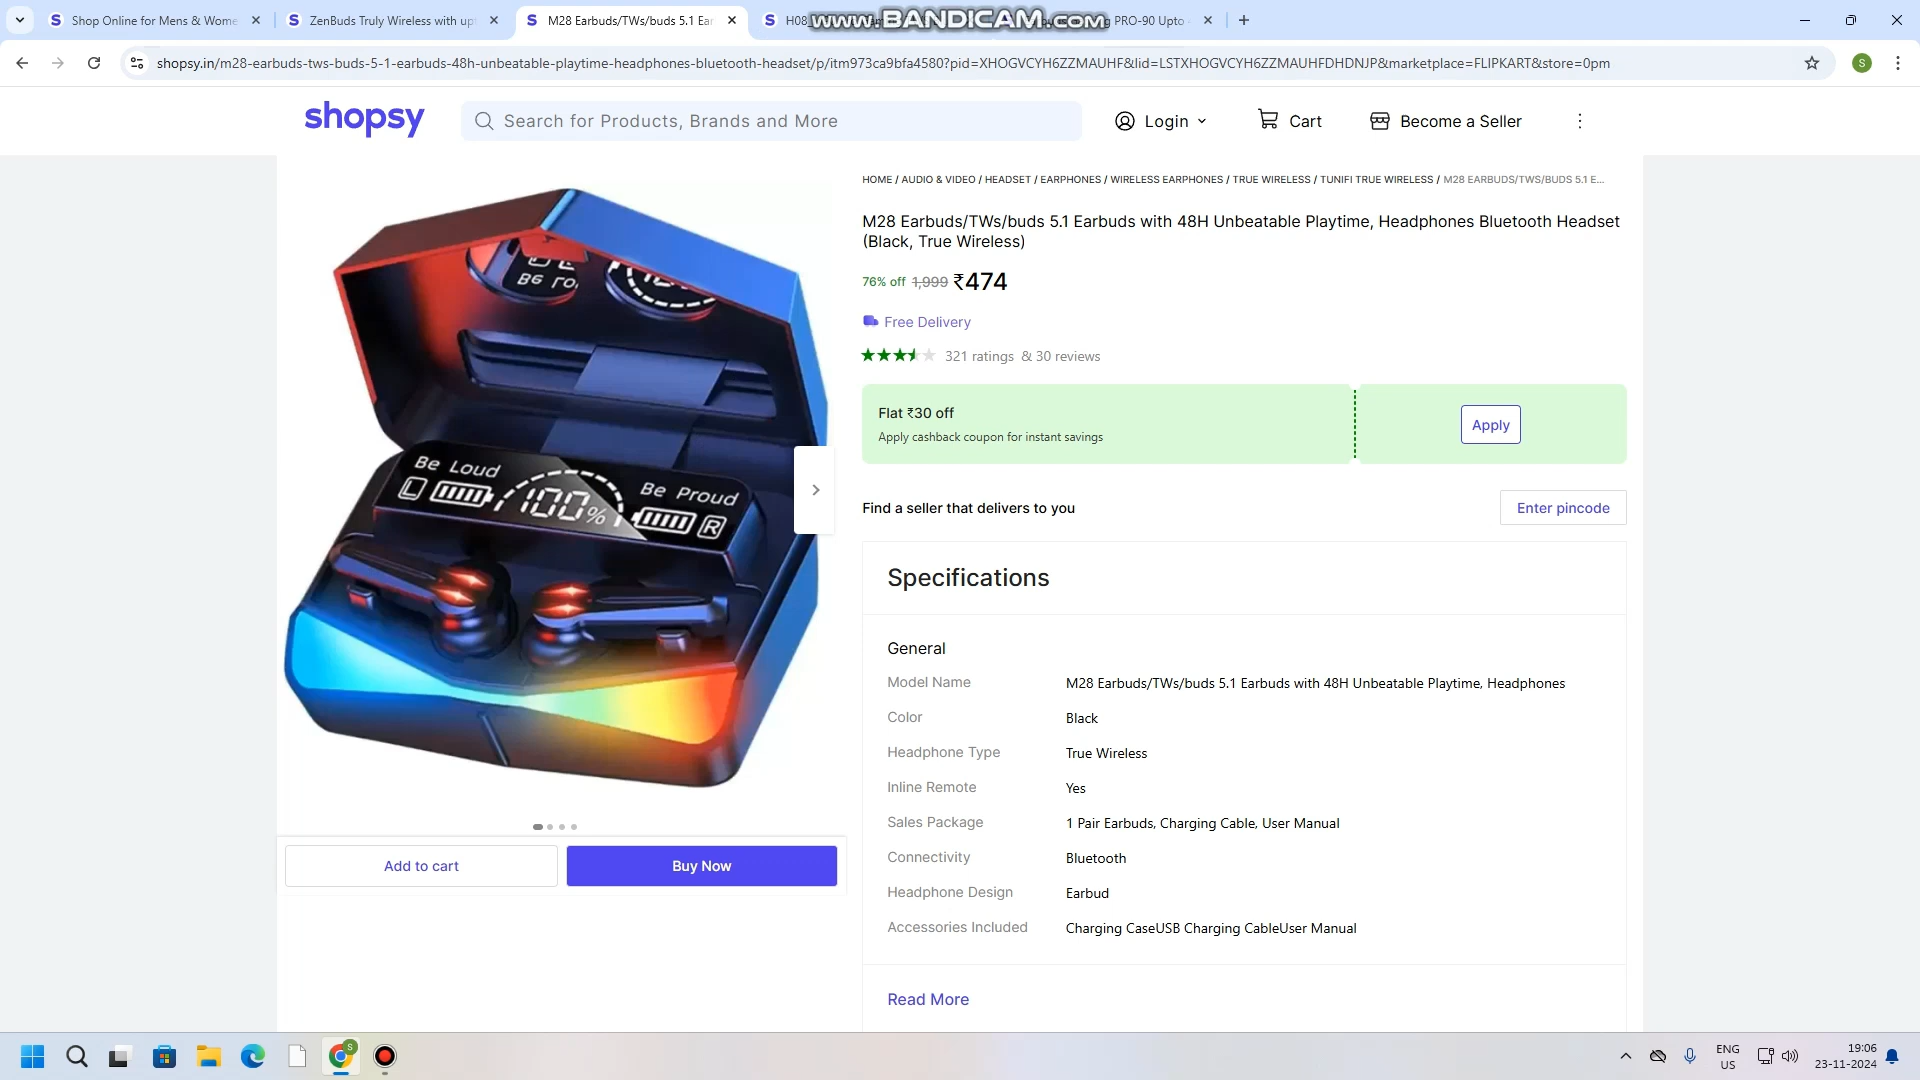 Shop Online for Mens & Wome
ZenBuds Truly Wireless with up
M28 Earbuds/TWs/buds 5.1 Ear
H08
PRO-90 Upto
www.BANDICAM.com
shopsy.in/m28-earbuds-tws-buds-5-1-earbuds-48h-unbeatable-playtime-headphones-bluetooth-headset/p/itm973ca9bfa4580?pid=XHOGVCYH6ZZMAUHF&lid=LSTXHOGVCYH6ZZMAUHFDHDNJP&marketplace=FLIPKART&store=0pm
S
shopsy
Search for Products, Brands and More
Login
Cart
Become a Seller
HOME / AUDIO & VIDEO / HEADSET / EARPHONES / WIRELESS EARPHONES / TRUE WIRELESS / TUNIFI TRUE WIRELESS / M28 EARBUDS/TWS/BUDS 5.1 E...
M28 Earbuds/TWs/buds 5.1 Earbuds with 48H Unbeatable Playtime, Headphones Bluetooth Headset
(Black, True Wireless)
76% off 1,999 ₹474
Free Delivery
321 ratings & 30 reviews
Flat ₹30 off
Apply cashback coupon for instant savings
Apply
Find a seller that delivers to you
Enter pincode
Be Loud
L
100%
Be Proud
R
Specifications
General
Model Name M28 Earbuds/TWs/buds 5.1 Earbuds with 48H Unbeatable Playtime, Headphones
Color Black
Headphone Type True Wireless
Inline Remote Yes
Sales Package 1 Pair Earbuds, Charging Cable, User Manual
Connectivity Bluetooth
Headphone Design Earbud
Accessories Included Charging CaseUSB Charging CableUser Manual
Read More
Add to cart
Buy Now
ENG
US
19:06
23-11-2024